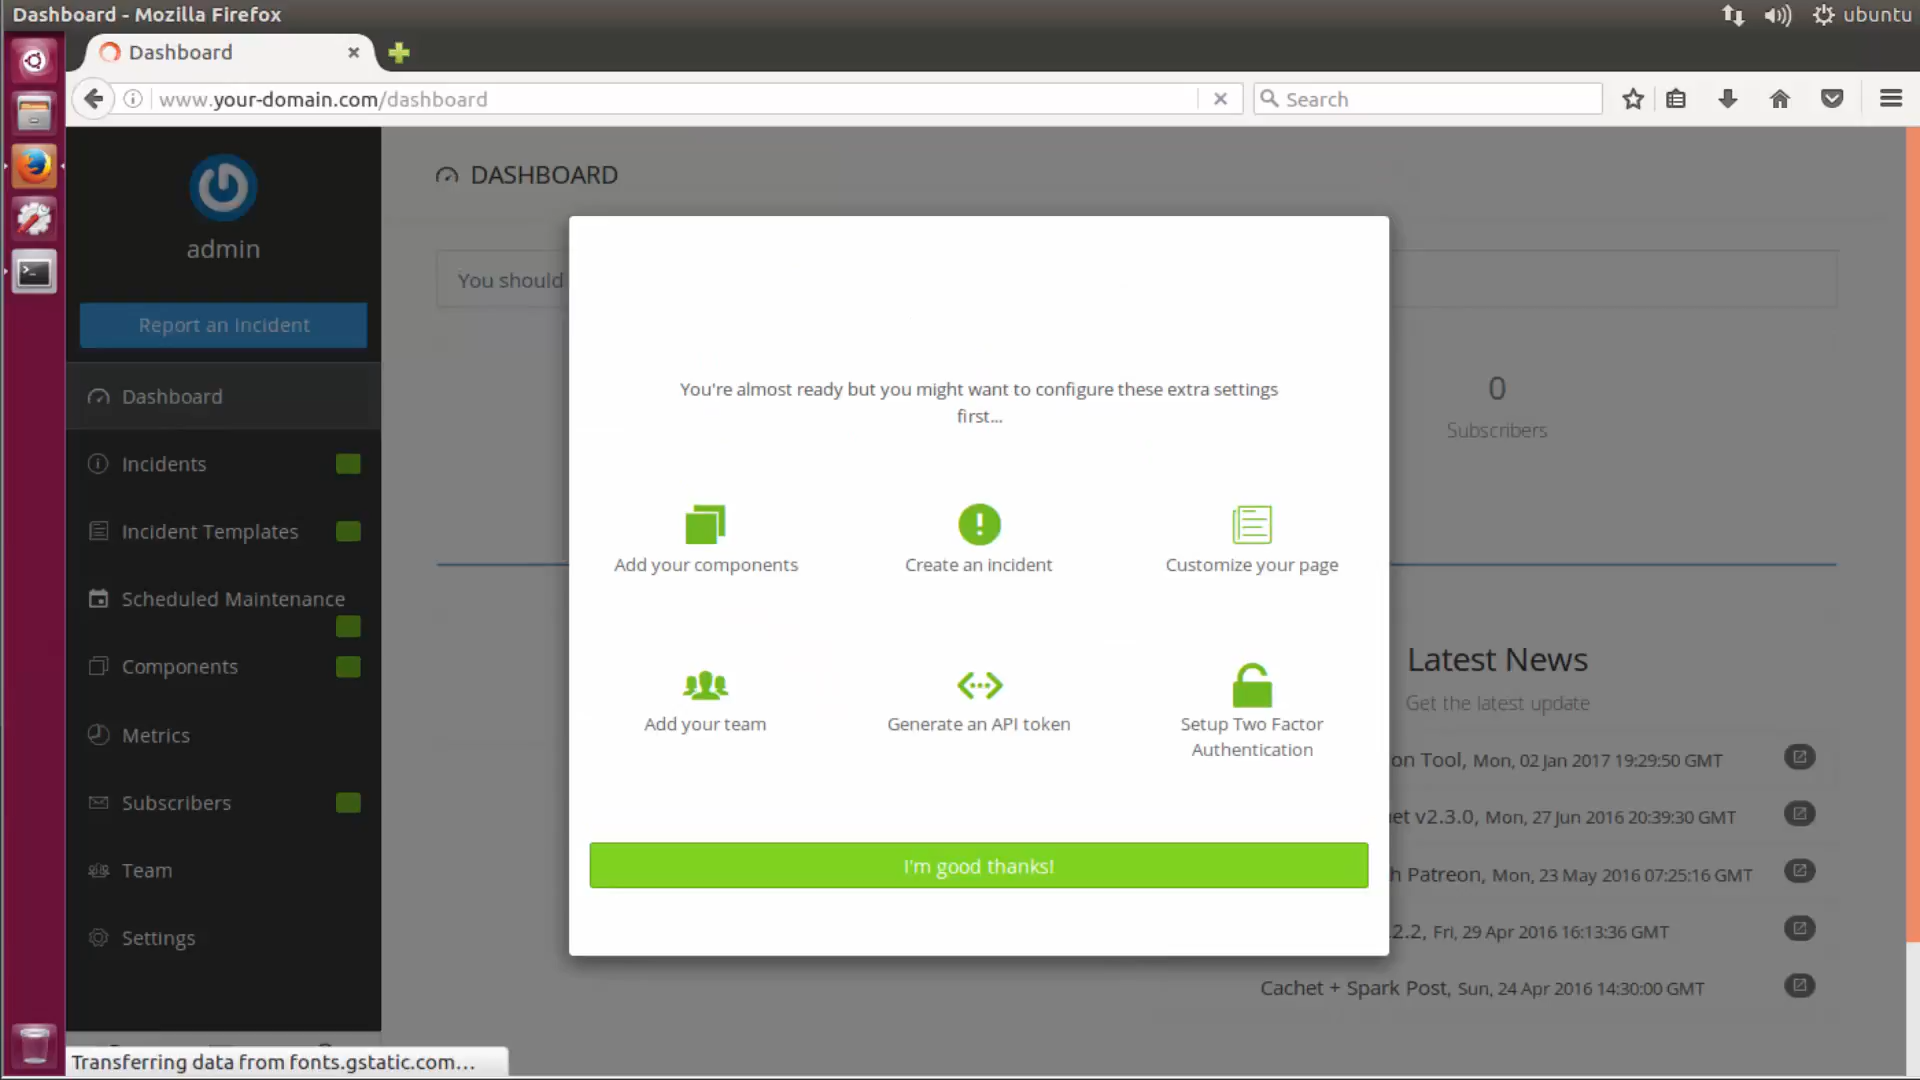 Dashboard - Mozilla Firefox
ubuntu
Dashboard
www.your-domain.com/dashboard
Search
admin
Report an Incident
Dashboard
Incidents
Incident Templates
Scheduled Maintenance
Components
Metrics
Subscribers
Team
Settings
DASHBOARD
You should
You're almost ready but you might want to configure these extra settings
first...
Add your components
Create an incident
Customize your page
Add your team
Generate an API token
Setup Two Factor
Authentication
I'm good thanks!
0
Subscribers
Latest News
Get the latest update
on Tool, Mon, 02 Jan 2017 19:29:50 GMT
et v2.3.0, Mon, 27 Jun 2016 20:39:30 GMT
h Patreon, Mon, 23 May 2016 07:25:16 GMT
.2.2, Fri, 29 Apr 2016 16:13:36 GMT
Cachet + Spark Post, Sun, 24 Apr 2016 14:30:00 GMT
Transferring data from fonts.gstatic.com...